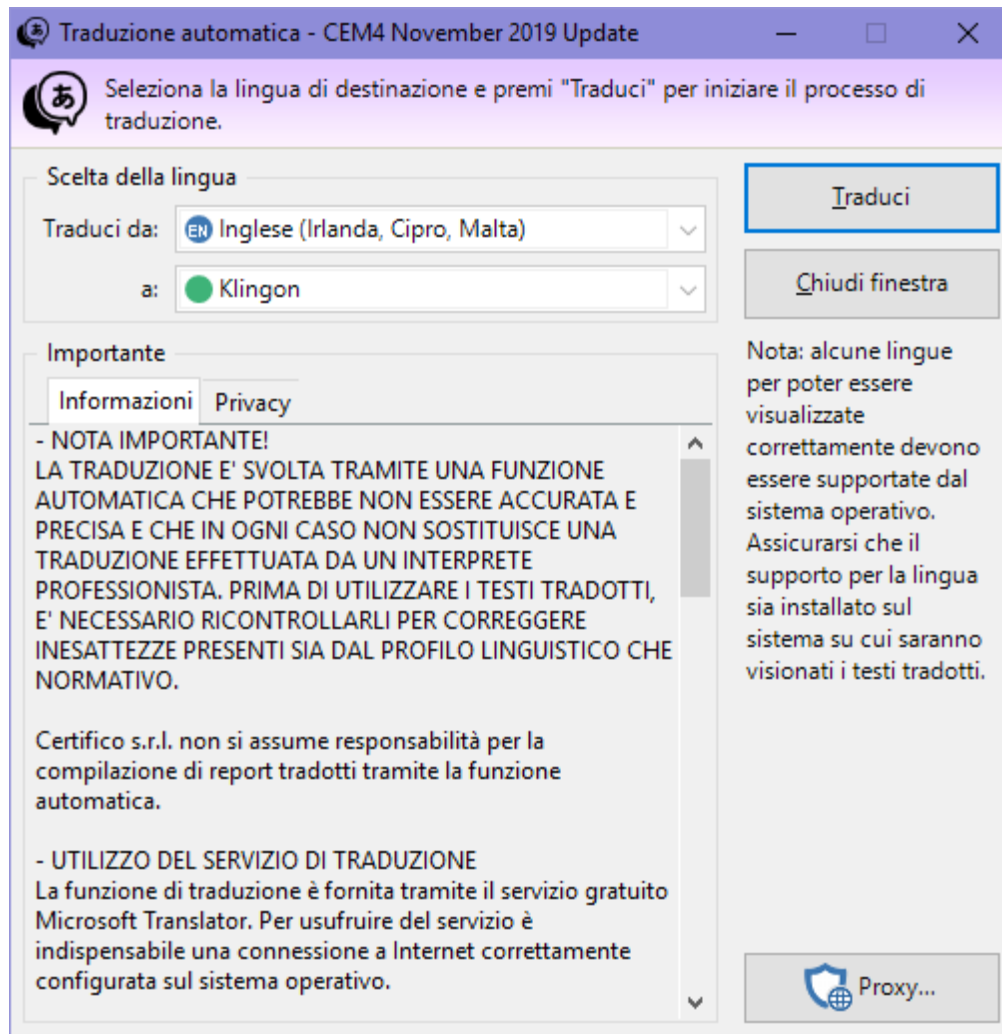 Traduzione automatica - CEM4 November 2019 Update
あ
Seleziona la lingua di destinazione e premi "Traduci" per iniziare il processo di
traduzione.
Scelta della lingua
Traduci da:
EN Inglese (Irlanda, Cipro, Malta)
a:
Klingon
Traduci
Chiudi finestra
Importante
Informazioni
Privacy
- NOTA IMPORTANTE!
LA TRADUZIONE E' SVOLTA TRAMITE UNA FUNZIONE
AUTOMATICA CHE POTREBBE NON ESSERE ACCURATA E
PRECISA E CHE IN OGNI CASO NON SOSTITUISCE UNA
TRADUZIONE EFFETTUATA DA UN INTERPRETE
PROFESSIONISTA. PRIMA DI UTILIZZARE I TESTI TRADOTTI,
E' NECESSARIO RICONTROLLARLI PER CORREGGERE
INESATTEZZE PRESENTI SIA DAL PROFILO LINGUISTICO CHE
NORMATIVO.
Certifico s.r.l. non si assume responsabilità per la
compilazione di report tradotti tramite la funzione
automatica.
- UTILIZZO DEL SERVIZIO DI TRADUZIONE
La funzione di traduzione è fornita tramite il servizio gratuito
Microsoft Translator. Per usufruire del servizio è
indispensabile una connessione a Internet correttamente
configurata sul sistema operativo.
Nota: alcune lingue
per poter essere
visualizzate
correttamente devono
essere supportate dal
sistema operativo.
Assicurarsi che il
supporto per la lingua
sia installato sul
sistema su cui saranno
visionati i testi tradotti.
Proxy...